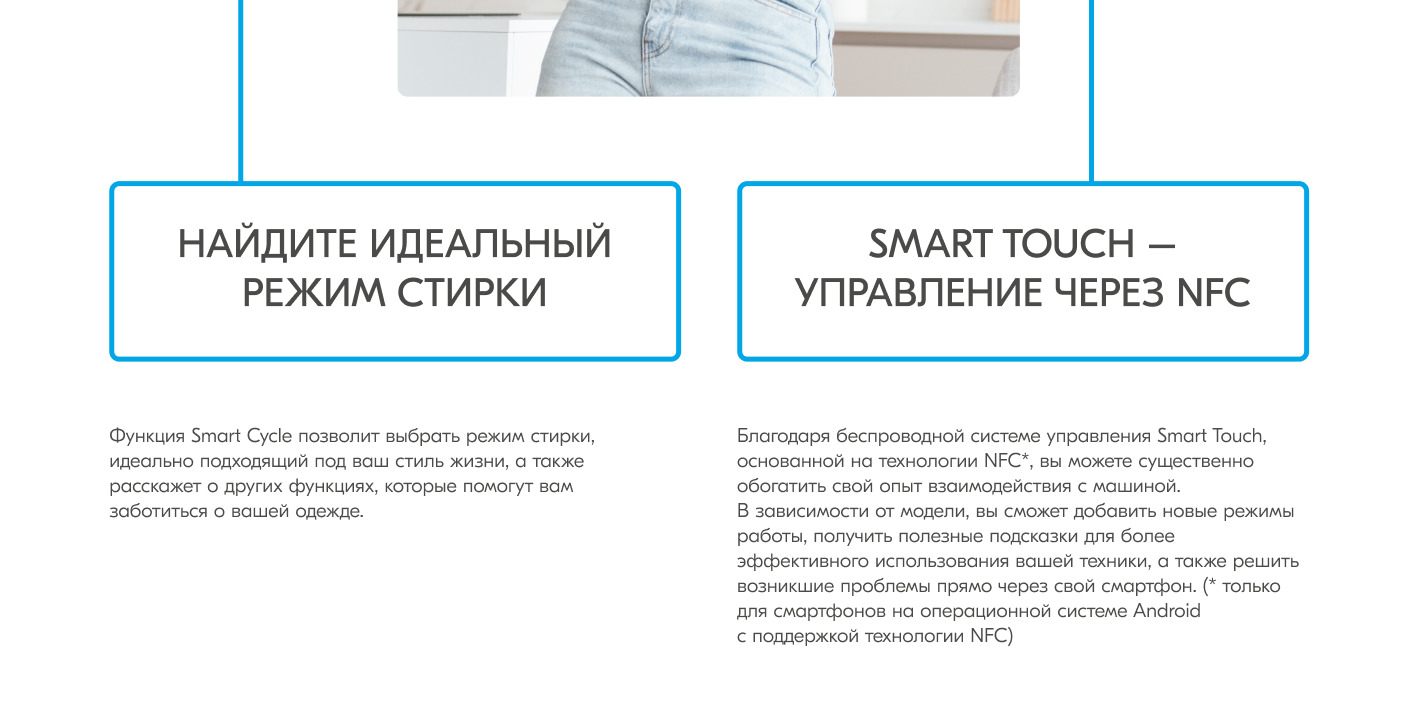 НАЙДИТЕ ИДЕАЛЬНЫЙ
РЕЖИМ СТИРКИ
Функция Smart Cycle позволит выбрать режим стирки,
идеально подходящий под ваш стиль жизни, а также
расскажет о других функциях, которые помогут вам
заботиться о вашей одежде.
SMART TOUCH –
УПРАВЛЕНИЕ ЧЕРЕЗ NFC
Благодаря беспроводной системе управления Smart Touch,
основанной на технологии NFC*, вы можете существенно
обогатить свой опыт взаимодействия с машиной.
В зависимости от модели, вы сможет добавить новые режимы
работы, получить полезные подсказки для более
эффективного использования вашей техники, а также решить
возникшие проблемы прямо через свой смартфон. (* только
для смартфонов на операционной системе Android
с поддержкой технологии NFC)